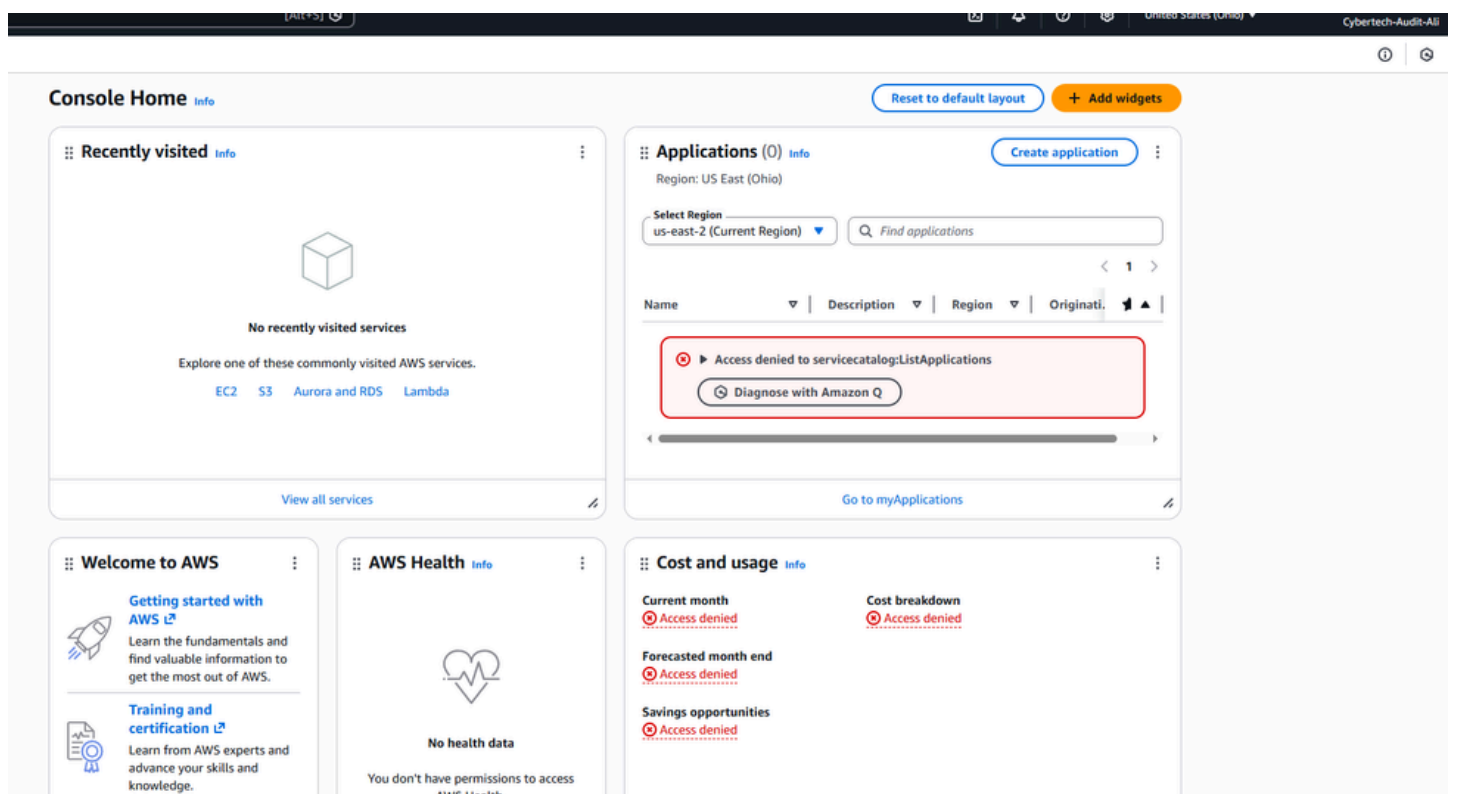 [Alt+S]
United States (Ohio)
Cybertech-Audit-Ali
Console Home Info
Reset to default layout
+ Add widgets
Recently visited Info
No recently visited services
Explore one of these commonly visited AWS services.
EC2 S3 Aurora and RDS Lambda
View all services
Applications (0) Info
Create application
Region: US East (Ohio)
Select Region
us-east-2 (Current Region)
Find applications
1
Name Description Region Originati.
Access denied to servicecatalog:ListApplications
Diagnose with Amazon Q
Go to myApplications
Welcome to AWS
Getting started with
AWS
Learn the fundamentals and
find valuable information to
get the most out of AWS.
Training and
certification
Learn from AWS experts and
advance your skills and
knowledge.
AWS Health Info
No health data
You don't have permissions to access
AWS Health.
Cost and usage Info
Current month
Access denied
Cost breakdown
Access denied
Forecasted month end
Access denied
Savings opportunities
Access denied